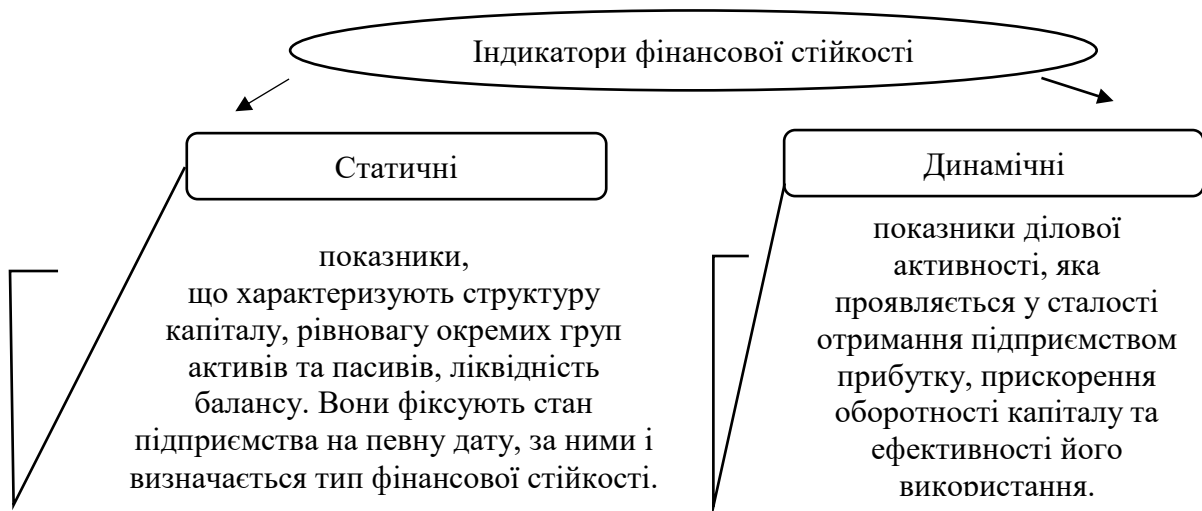 Індикатори фінансової стійкості
Статичні
показники,
що характеризують структуру
капіталу, рівновагу окремих груп
активів та пасивів, ліквідність
балансу. Вони фіксують стан
підприємства на певну дату, за ними і
визначається тип фінансової стійкості.
Динамічні
показники ділової
активності, яка
проявляється у сталості
отримання підприємством
прибутку, прискорення
оборотності капіталу та
ефективності його
використання.